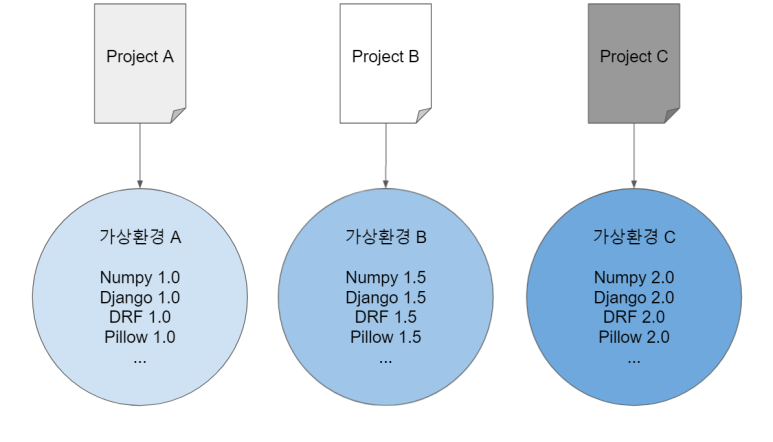 Project A
Project B
Project C
가상환경 A
Numpy 1.0
Django 1.0
DRF 1.0
Pillow 1.0
...
가상환경 B
Numpy 1.5
Django 1.5
DRF 1.5
Pillow 1.5
...
가상환경 C
Numpy 2.0
Django 2.0
DRF 2.0
Pillow 2.0
...